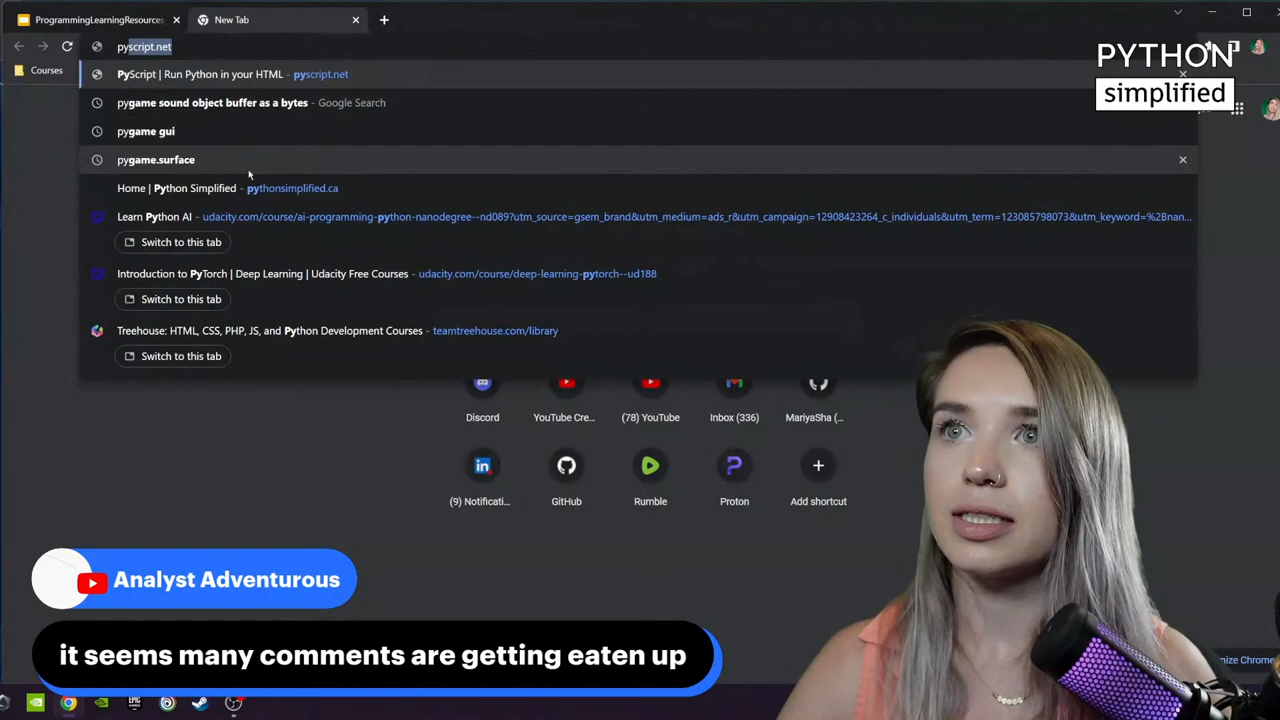 ProgrammingLearningResources
New Tab
pyscript.net
Courses
PyScript | Run Python in your HTML - pyscript.net
pygame sound object buffer as a bytes - Google Search
pygame gui
pygame.surface
Home | Python Simplified - pythonsimplified.ca
Learn Python AI - udacity.com/course/ai-programming-python-nanodegree--nd089?utm_source=gsem_brand&utm_medium=ads_r&utm_campaign=12908423264_c_individuals&utm_term=123085798073&utm_keyword=%2Bnan...
Switch to this tab
Introduction to PyTorch | Deep Learning | Udacity Free Courses - udacity.com/course/deep-learning-pytorch--ud188
Switch to this tab
Treehouse: HTML, CSS, PHP, JS, and Python Development Courses - teamtreehouse.com/library
Switch to this tab
PYTHON
simplified
Discord
YouTube Cre...
(78) YouTube
Inbox (336)
MariyaSha (...
(9) Notificati...
GitHub
Rumble
Proton
Add shortcut
Analyst Adventurous
it seems many comments are getting eaten up
mize Chrome